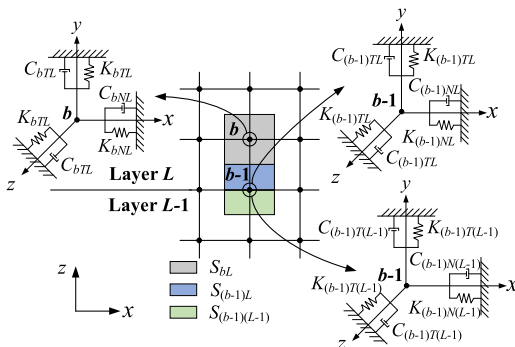 y
C_{bTL} K_{bTL}
C_{bNL}
K_{bTL} b x
K_{bNL}
C_{bTL}
z
y
C_{(b-1)TL} K_{(b-1)TL}
C_{(b-1)NL}
K_{(b-1)TL} b-1 x
K_{(b-1)NL}
C_{(b-1)TL}
z
b
b-1
Layer L
Layer L-1
y
C_{(b-1)T(L-1)} K_{(b-1)T(L-1)}
C_{(b-1)N(L-1)}
b-1 x
K_{(b-1)T(L-1)}
K_{(b-1)N(L-1)}
C_{(b-1)T(L-1)}
z
z
x
S_{bL}
S_{(b-1)L}
S_{(b-1)(L-1)}